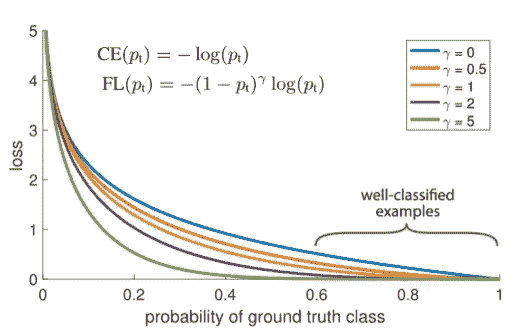 CE(pt) = − log(pt)
FL(pt) = −(1 − pt)γ log(pt)
γ = 0
γ = 0.5
γ = 1
γ = 2
γ = 5
well-classified
examples
loss
5
4
3
2
1
0
0 0.2 0.4 0.6 0.8 1
probability of ground truth class